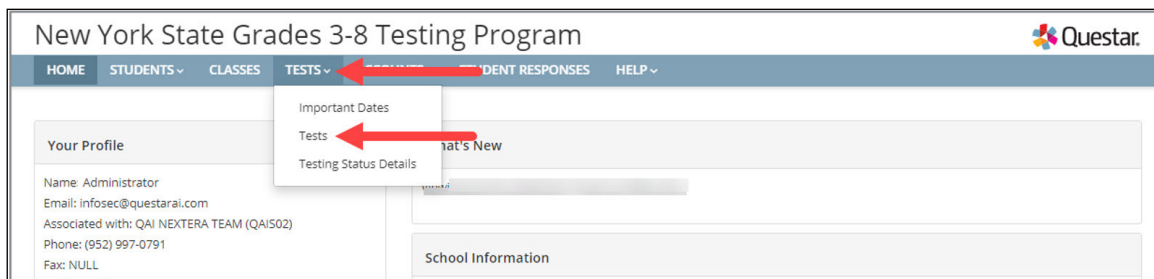 New York State Grades 3-8 Testing Program
Questar.
HOME STUDENTS CLASSES TESTS STUDENT RESPONSES HELP
Important Dates
Tests
Testing Status Details
Your Profile
Name: Administrator
Email: infosec@questarai.com
Associated with: QAI NEXTERA TEAM (QAIS02)
Phone: (952) 997-0791
Fax: NULL
What's New
School Information